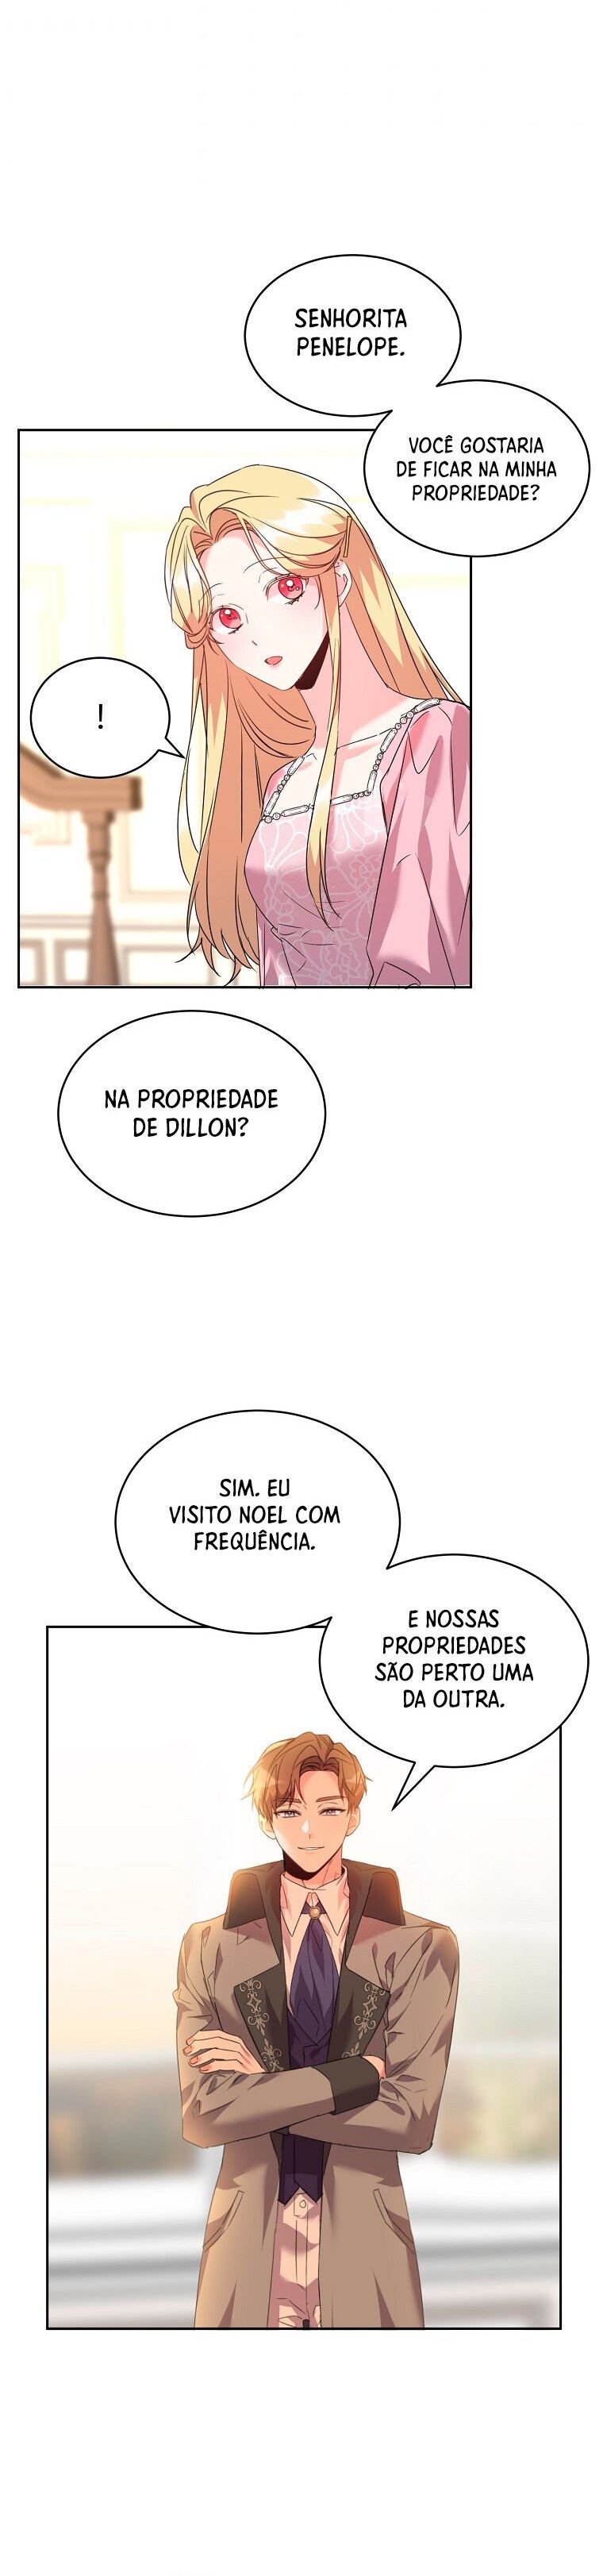 SENHORITA
PENELOPE.
VOCÊ GOSTARIA
DE FICAR NA MINHA
PROPRIEDADE?
!
NA PROPRIEDADE
DE DILLON?
SIM. EU
VISITO NOEL COM
FREQUÊNCIA.
E NOSSAS
PROPRIEDADES
SÃO PERTO UMA
DA OUTRA.